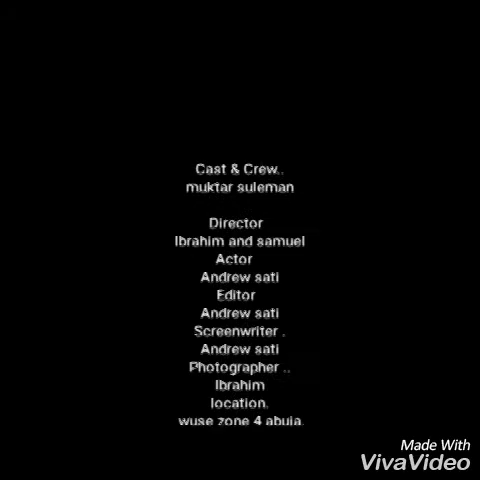 Cast & Crew..
muktar suleman
Director
Ibrahim and samuel
Actor
Andrew sati
Editor
Andrew sati
Screenwriter .
Andrew sati
Photographer ..
Ibrahim
location.
wuse zone 4 abuja.
Made With
VivaVideo